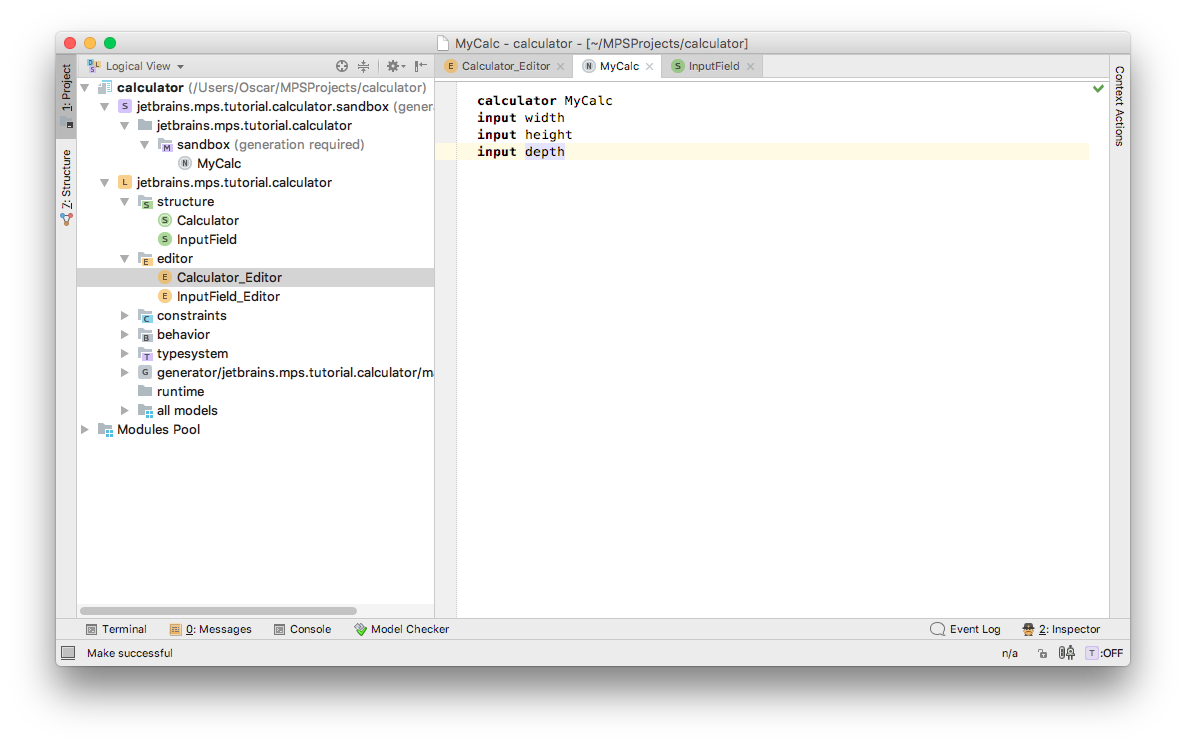 MyCalc - calculator - [~/MPSProjects/calculator]
1: Project
Z: Structure
Logical View
calculator (/Users/Oscar/MPSProjects/calculator)
S jetbrains.mps.tutorial.calculator.sandbox (gener
jetbrains.mps.tutorial.calculator
M sandbox (generation required)
N MyCalc
L jetbrains.mps.tutorial.calculator
S structure
S Calculator
S InputField
E editor
E Calculator_Editor
E InputField_Editor
C constraints
B behavior
T typesystem
G generator/jetbrains.mps.tutorial.calculator/ma
runtime
all models
Modules Pool
E Calculator_Editor
N MyCalc
S InputField
calculator MyCalc
input width
input height
input depth
Context Actions
Terminal
0: Messages
Console
Model Checker
Event Log
2: Inspector
Make successful
n/a
T :OFF